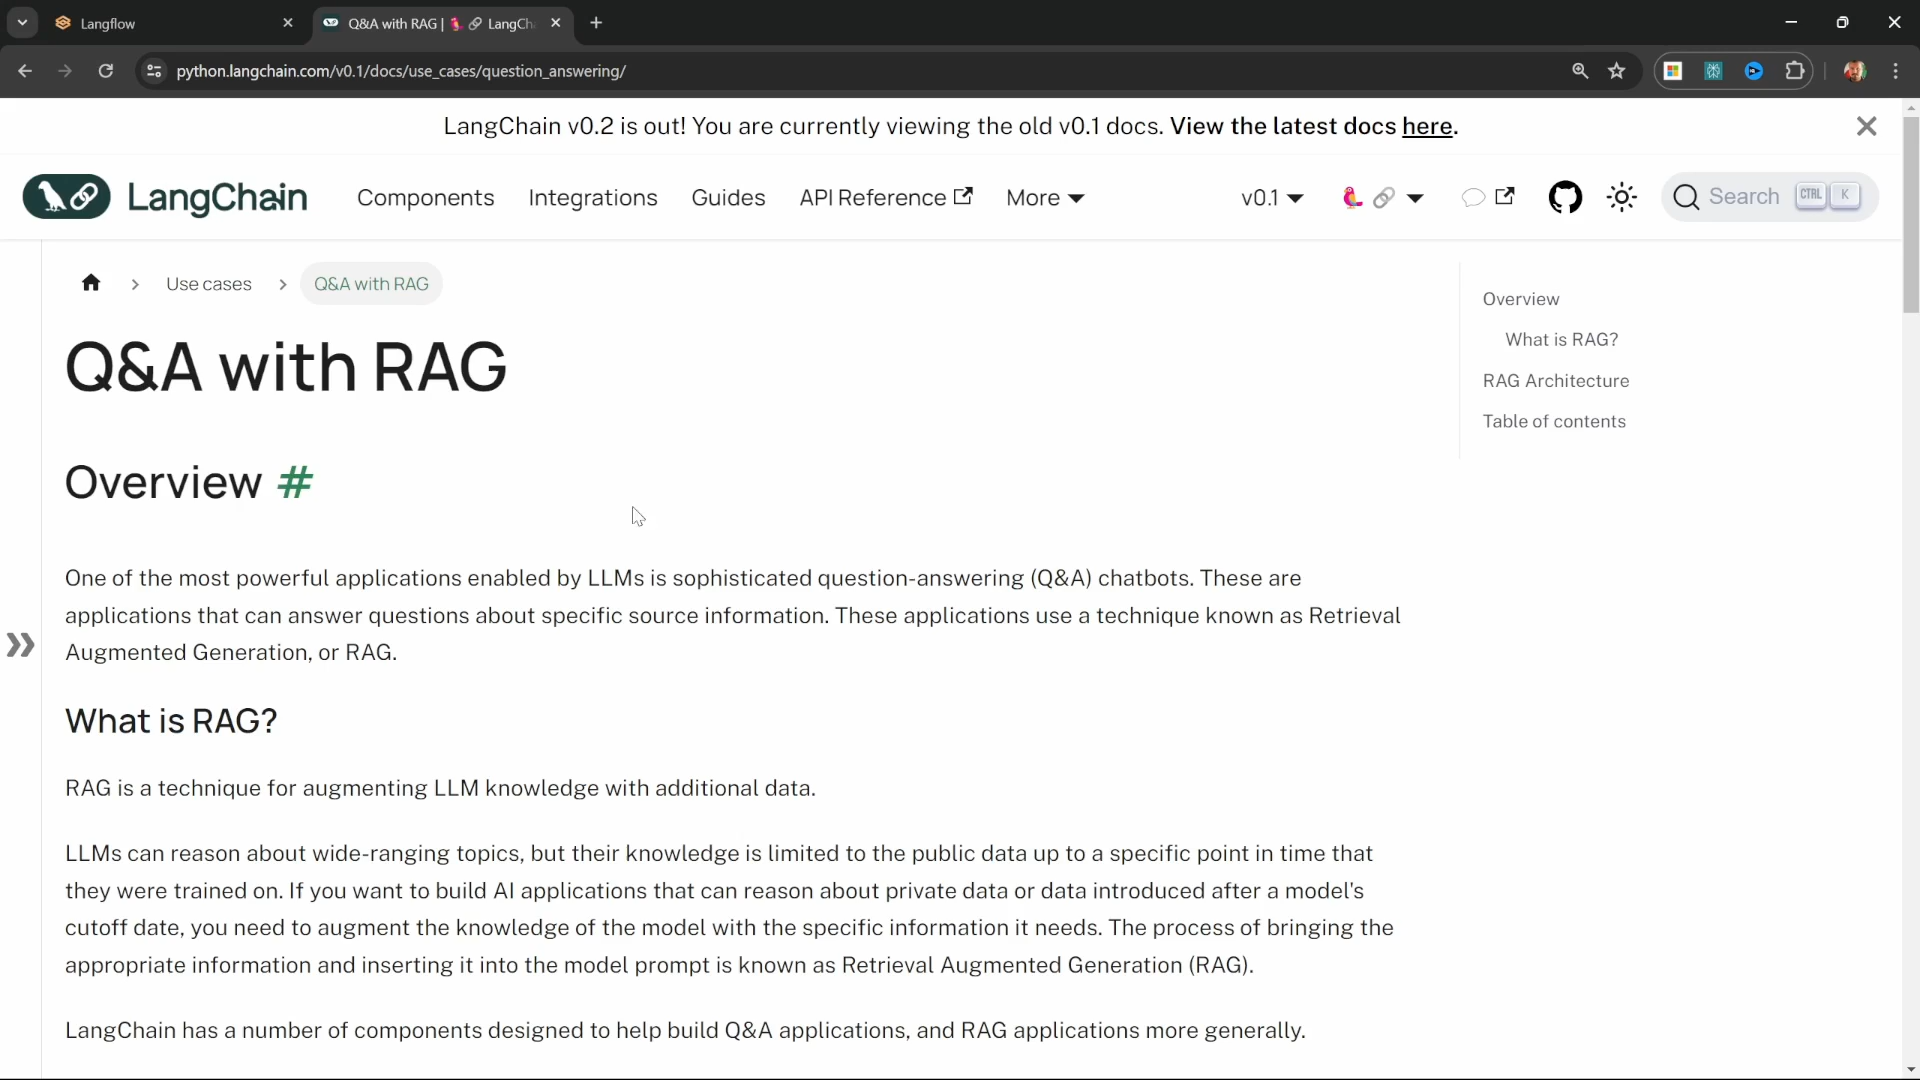 Langflow
Q&A with RAG | 🦜🔗 LangCh
python.langchain.com/v0.1/docs/use_cases/question_answering/
LangChain v0.2 is out! You are currently viewing the old v0.1 docs. View the latest docs here.
LangChain Components Integrations Guides API Reference More v0.1 🦜🔗 Search CTRL K
Use cases Q&A with RAG
Q&A with RAG
Overview #
One of the most powerful applications enabled by LLMs is sophisticated question-answering (Q&A) chatbots. These are
applications that can answer questions about specific source information. These applications use a technique known as Retrieval
Augmented Generation, or RAG.
What is RAG?
RAG is a technique for augmenting LLM knowledge with additional data.
LLMs can reason about wide-ranging topics, but their knowledge is limited to the public data up to a specific point in time that
they were trained on. If you want to build AI applications that can reason about private data or data introduced after a model's
cutoff date, you need to augment the knowledge of the model with the specific information it needs. The process of bringing the
appropriate information and inserting it into the model prompt is known as Retrieval Augmented Generation (RAG).
LangChain has a number of components designed to help build Q&A applications, and RAG applications more generally.
Overview
What is RAG?
RAG Architecture
Table of contents